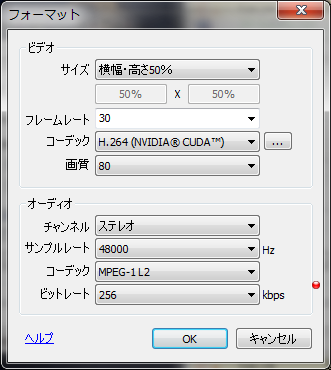 フォーマット
ビデオ
サイズ 横幅・高さ50%
50% X 50%
フレームレート 30
コーデック H.264 (NVIDIA® CUDA™) ...
画質 80
オーディオ
チャンネル ステレオ
サンプルレート 48000 Hz
コーデック MPEG-1 L2
ビットレート 256 kbps
ヘルプ OK キャンセル